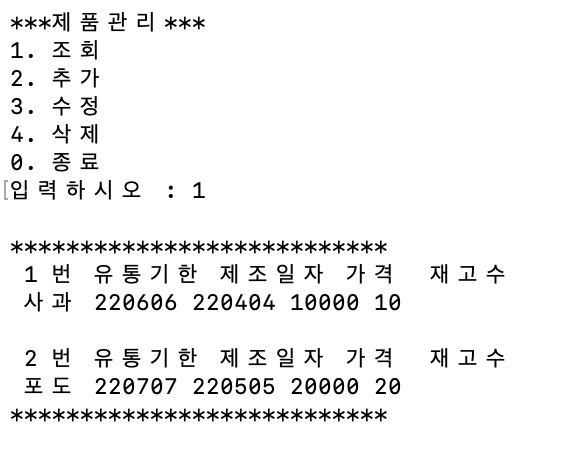 ***제품관리***
1. 조회
2. 추가
3. 수정
4. 삭제
0. 종료
입력하시오 : 1
***************************
1 번 유통기한 제조일자 가격 재고수
사과 220606 220404 10000 10
2 번 유통기한 제조일자 가격 재고수
포도 220707 220505 20000 20
***************************